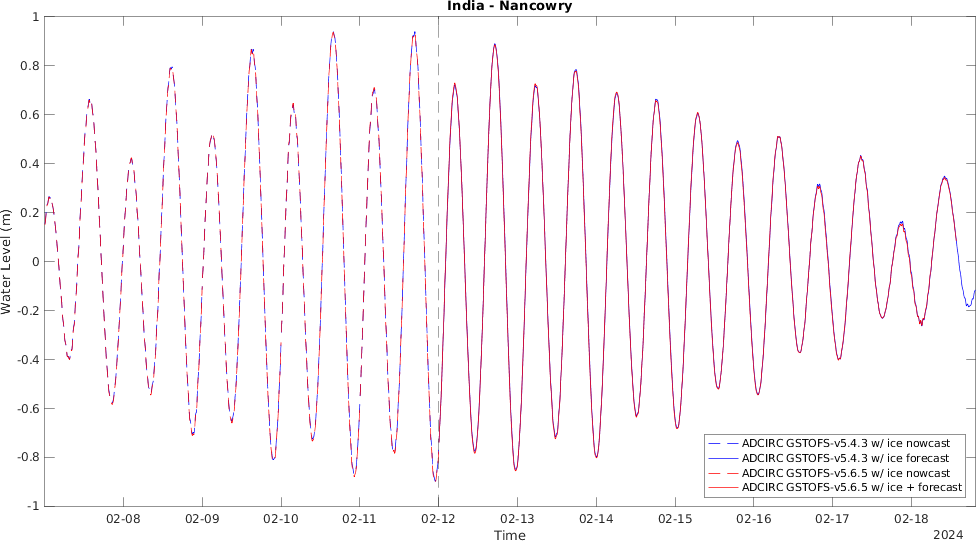 India - Nancowry
1
0.8
0.6
0.4
0.2
0
-0.2
-0.4
-0.6
-0.8
-1
Water Level (m)
ADCIRC GSTOFS-v5.4.3 w/ ice nowcast
ADCIRC GSTOFS-v5.4.3 w/ ice forecast
ADCIRC GSTOFS-v5.6.5 w/ ice nowcast
ADCIRC GSTOFS-v5.6.5 w/ ice + forecast
02-08 02-09 02-10 02-11 02-12 02-13 02-14 02-15 02-16 02-17 02-18
Time
2024